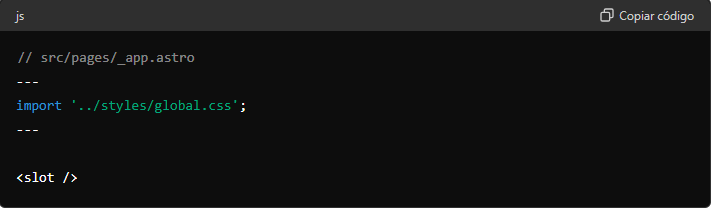 js
Copiar código
// src/pages/_app.astro
---
import '../styles/global.css';
---
<slot />